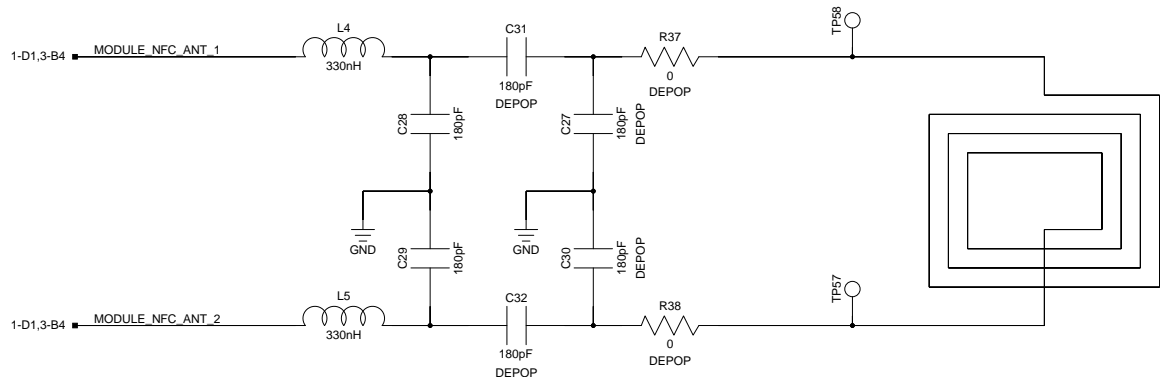 L4
C31
R37
TP58
1-D1,3-B4
MODULE_NFC_ANT_1
330nH
180pF
DEPOP
0
DEPOP
C28
180pF
C27
180pF
DEPOP
GND
GND
C29
180pF
C30
180pF
DEPOP
L5
C32
R38
TP57
1-D1,3-B4
MODULE_NFC_ANT_2
330nH
180pF
DEPOP
0
DEPOP